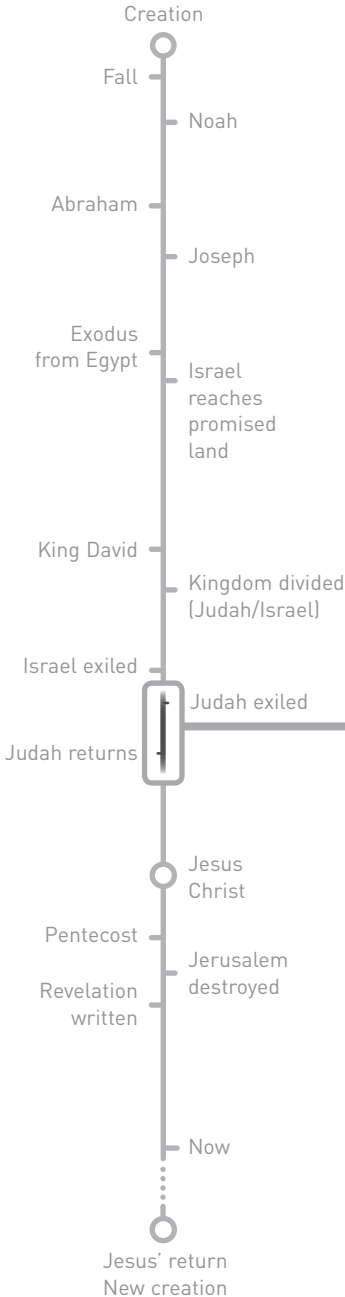 Creation
Fall
Noah
Abraham
Joseph
Exodus
from Egypt
Israel
reaches
promised
land
King David
Kingdom divided
(Judah/Israel)
Israel exiled
Judah exiled
Judah returns
Jesus
Christ
Pentecost
Jerusalem
destroyed
Revelation
written
Now
Jesus’ return
New creation